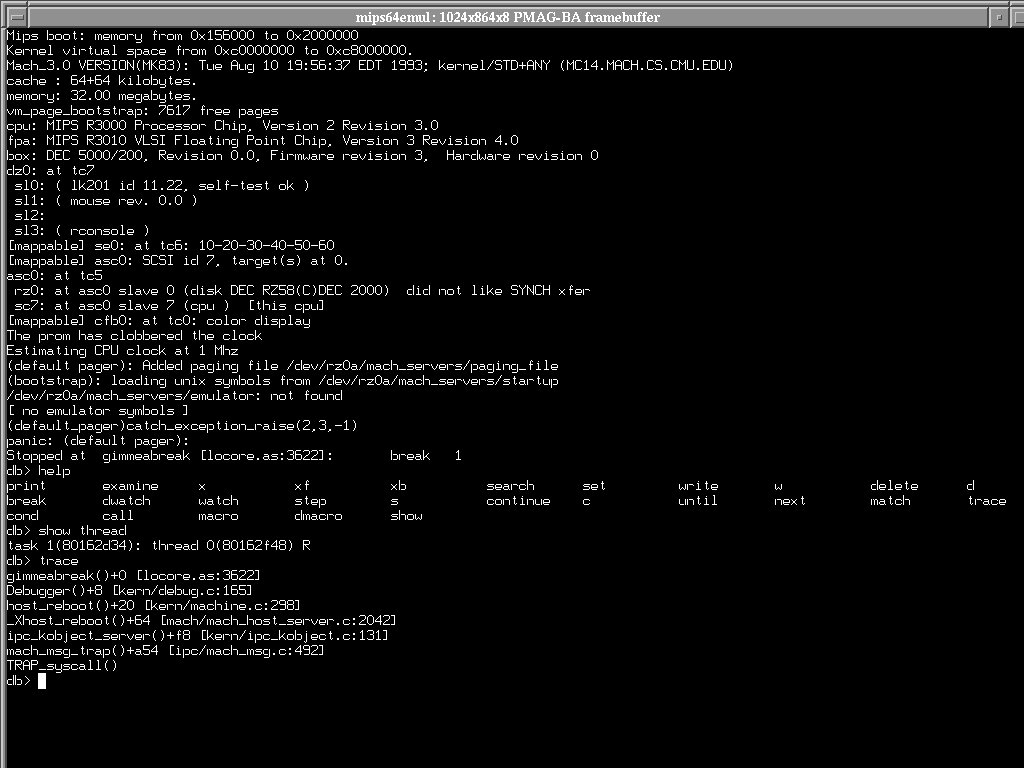 mips64emul: 1024x864x8 PMAG-BA framebuffer
Mips boot: memory from 0x156000 to 0x2000000
Kernel virtual space from 0xc0000000 to 0xc8000000.
Mach_3.0 VERSION(MK83): Tue Aug 10 19:56:37 EDT 1993; kernel/STD+ANY (MC14.MACH.CS.CMU.EDU)
cache : 64+64 kilobytes.
memory: 32.00 megabytes.
vm_page_bootstrap: 7617 free pages
cpu: MIPS R3000 Processor Chip, Version 2 Revision 3.0
fpa: MIPS R3010 VLSI Floating Point Chip, Version 3 Revision 4.0
box: DEC 5000/200, Revision 0.0, Firmware revision 3,  Hardware revision 0
dz0: at tc7
 sl0: ( lk201 id 11.22, self-test ok )
 sl1: ( mouse rev. 0.0 )
 sl2:
 sl3: ( rconsole )
[mappable] se0: at tc6: 10-20-30-40-50-60
[mappable] asc0: SCSI id 7, target(s) at 0.
asc0: at tc5
 rz0: at asc0 slave 0 (disk DEC RZ58(C)DEC 2000)  did not like SYNCH xfer
 sc7: at asc0 slave 7 (cpu )  [this cpu]
[mappable] cfb0: at tc0: color display
The prom has clobbered the clock
Estimating CPU clock at 1 Mhz
(default pager): Added paging file /dev/rz0a/mach_servers/paging_file
(bootstrap): loading unix symbols from /dev/rz0a/mach_servers/startup
/dev/rz0a/mach_servers/emulator: not found
[ no emulator symbols ]
(default_pager)catch_exception_raise(2,3,-1)
panic: (default pager):
Stopped at  gimmeabreak [locore.as:3622]:       break   1
db> help
print       examine     x           xf          xb          search      set         write       w           delete      d
break       dwatch      watch       step        s           continue    c           until       next        match       trace
cond        call        macro       dmacro      show
db> show thread
task 1(80162d34): thread 0(80162f48) R
db> trace
gimmeabreak()+0 [locore.as:3622]
Debugger()+8 [kern/debug.c:165]
host_reboot()+20 [kern/machine.c:298]
_Xhost_reboot()+64 [mach/mach_host_server.c:2042]
ipc_kobject_server()+f8 [kern/ipc_kobject.c:131]
mach_msg_trap()+a54 [ipc/mach_msg.c:492]
TRAP_syscall()
db>